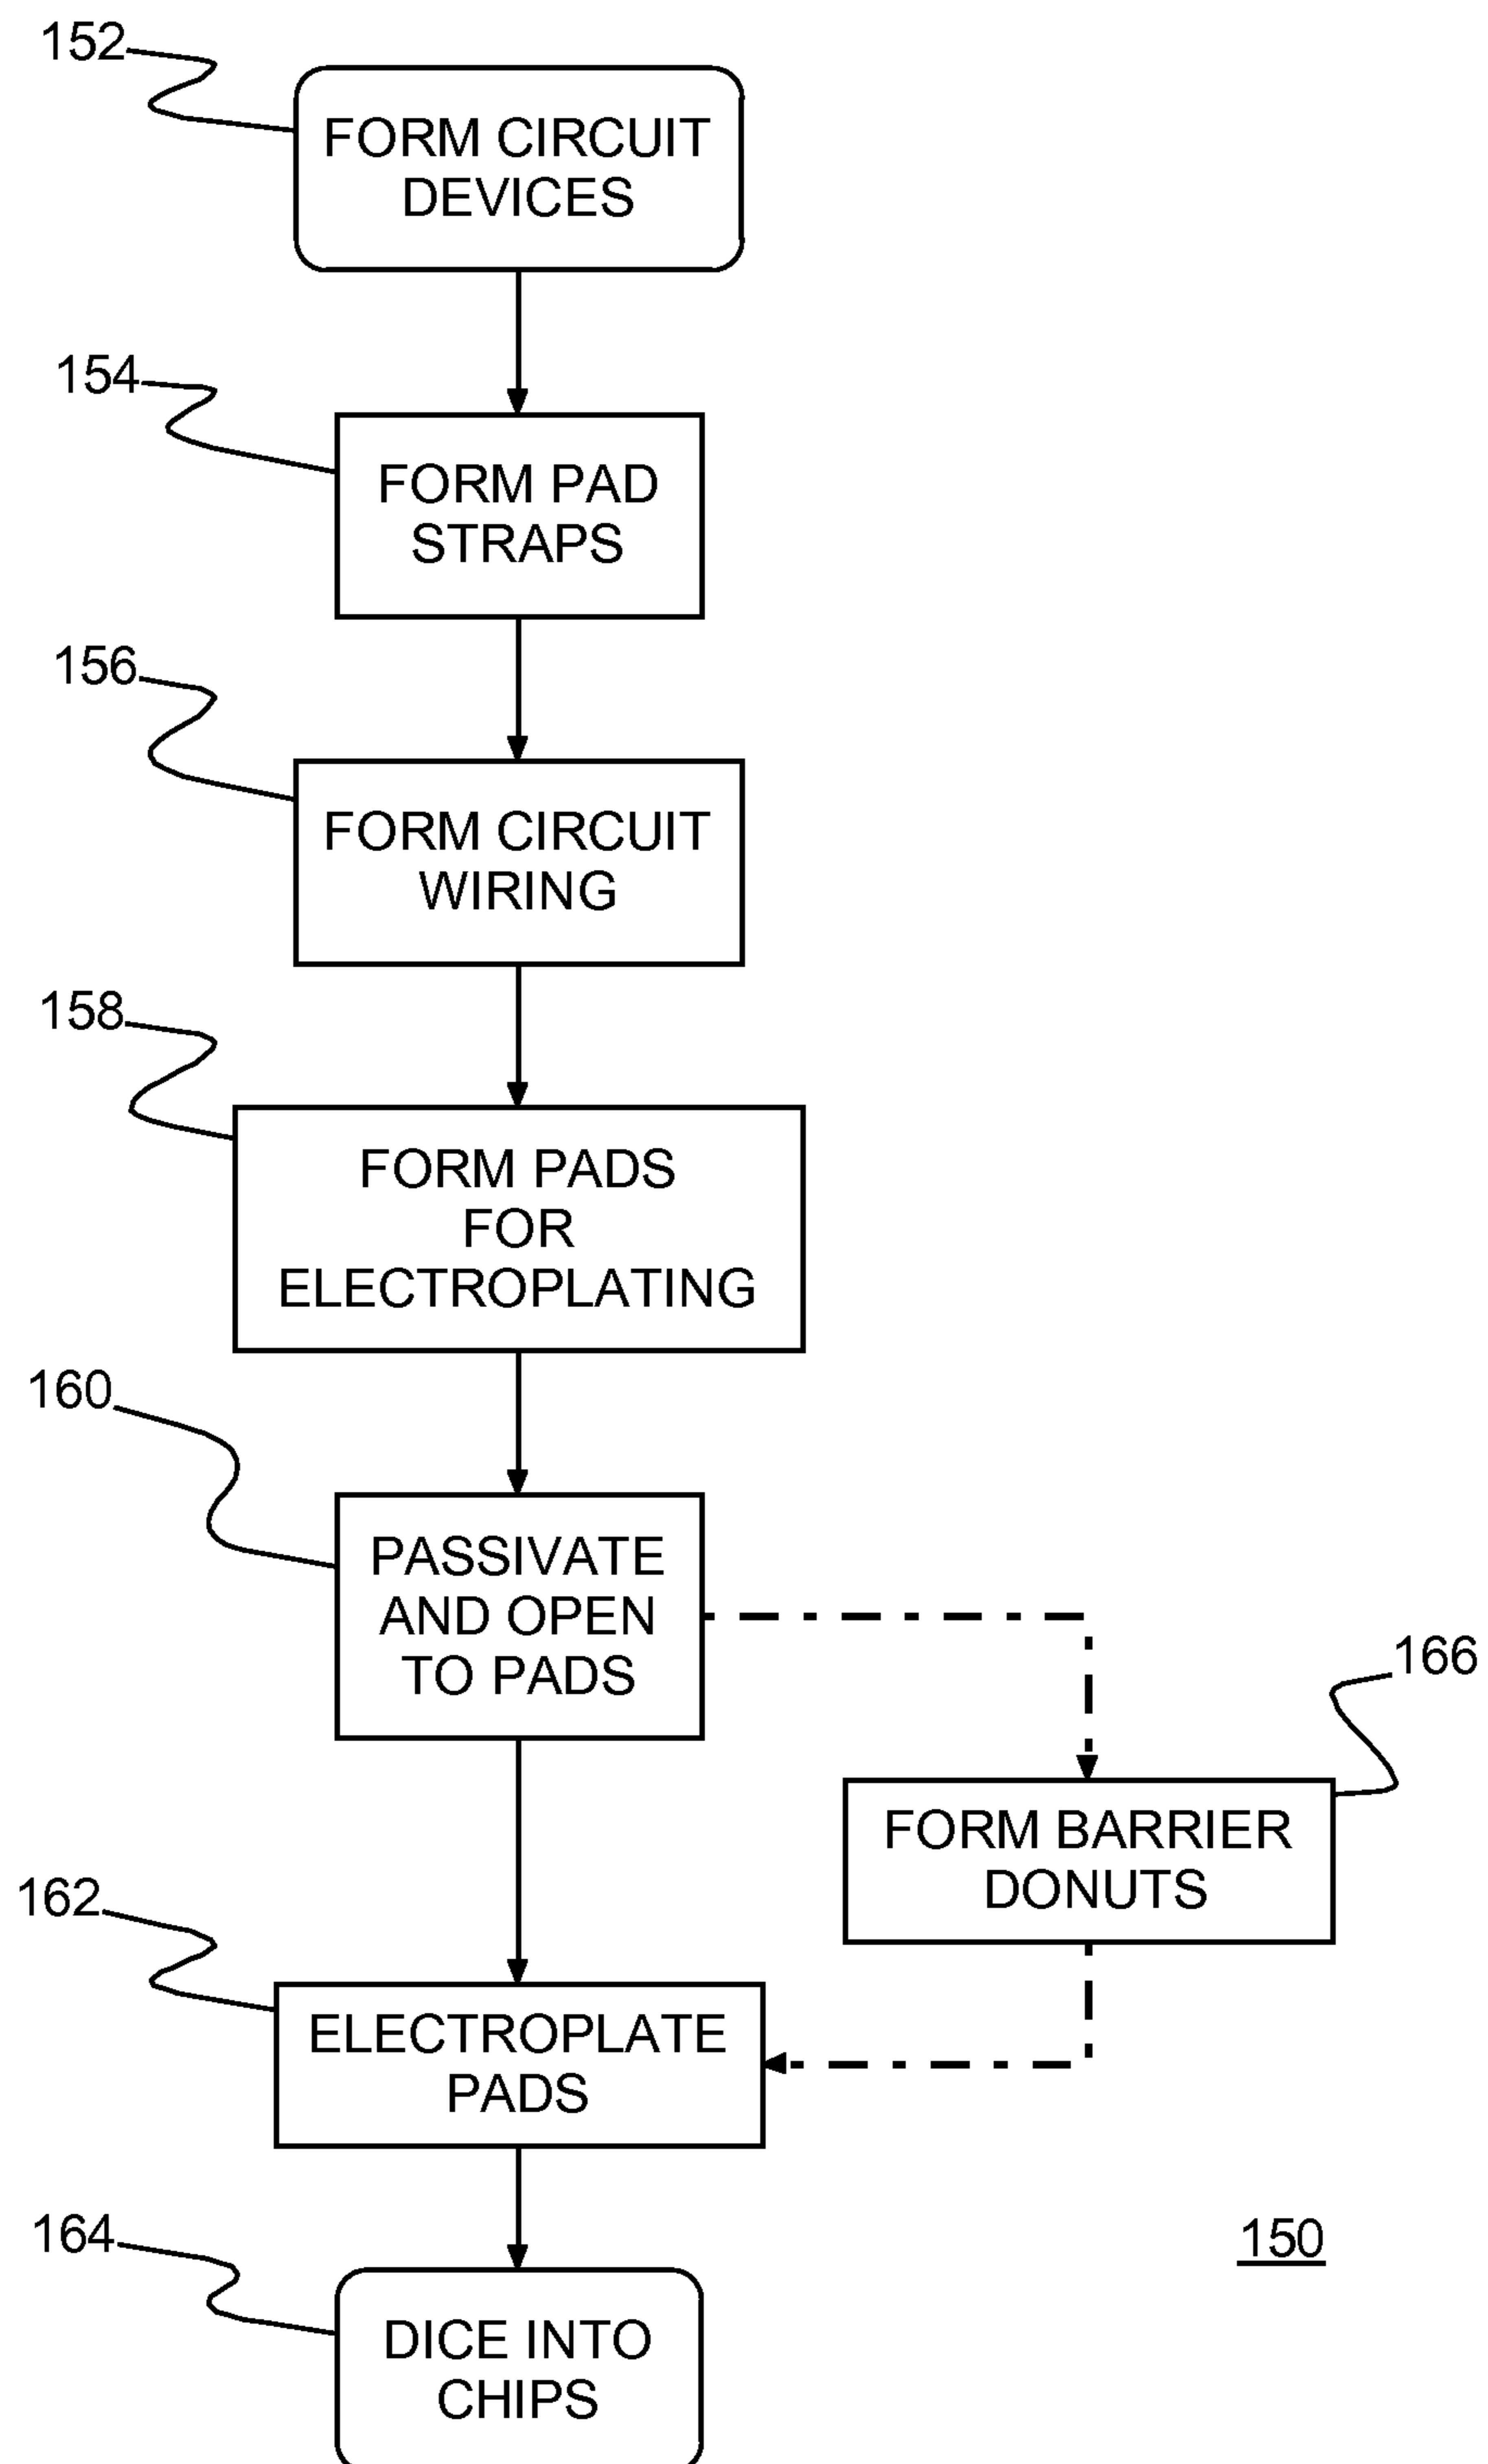 152
FORM CIRCUIT
DEVICES
154
FORM PAD
STRAPS
156
FORM CIRCUIT
WIRING
158
FORM PADS
FOR
ELECTROPLATING
160
PASSIVATE
AND OPEN
TO PADS
166
FORM BARRIER
DONUTS
162
ELECTROPLATE
PADS
164
DICE INTO
CHIPS
150